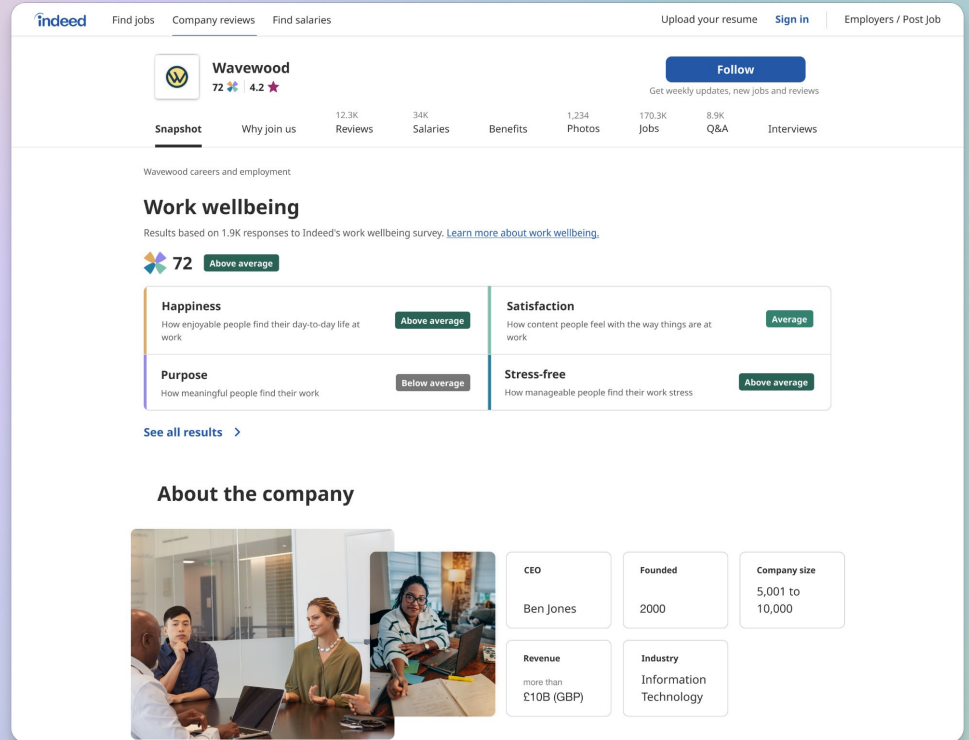 indeed
Find jobs
Company reviews
Find salaries
Upload your resume
Sign in
Employers / Post Job
W
Wavewood
72
4.2
Follow
Get weekly updates, new jobs and reviews
Snapshot
Why join us
12.3K
Reviews
34K
Salaries
Benefits
1,234
Photos
170.3K
Jobs
8.9K
Q&A
Interviews
Wavewood careers and employment
Work wellbeing
Results based on 1.9K responses to Indeed's work wellbeing survey. Learn more about work wellbeing.
72
Above average
Happiness
How enjoyable people find their day-to-day life at
work
Above average
Satisfaction
How content people feel with the way things are at
work
Average
Purpose
How meaningful people find their work
Below average
Stress-free
How manageable people find their work stress
Above average
See all results
About the company
CEO
Ben Jones
Founded
2000
Company size
5,001 to
10,000
Revenue
more than
£10B (GBP)
Industry
Information
Technology